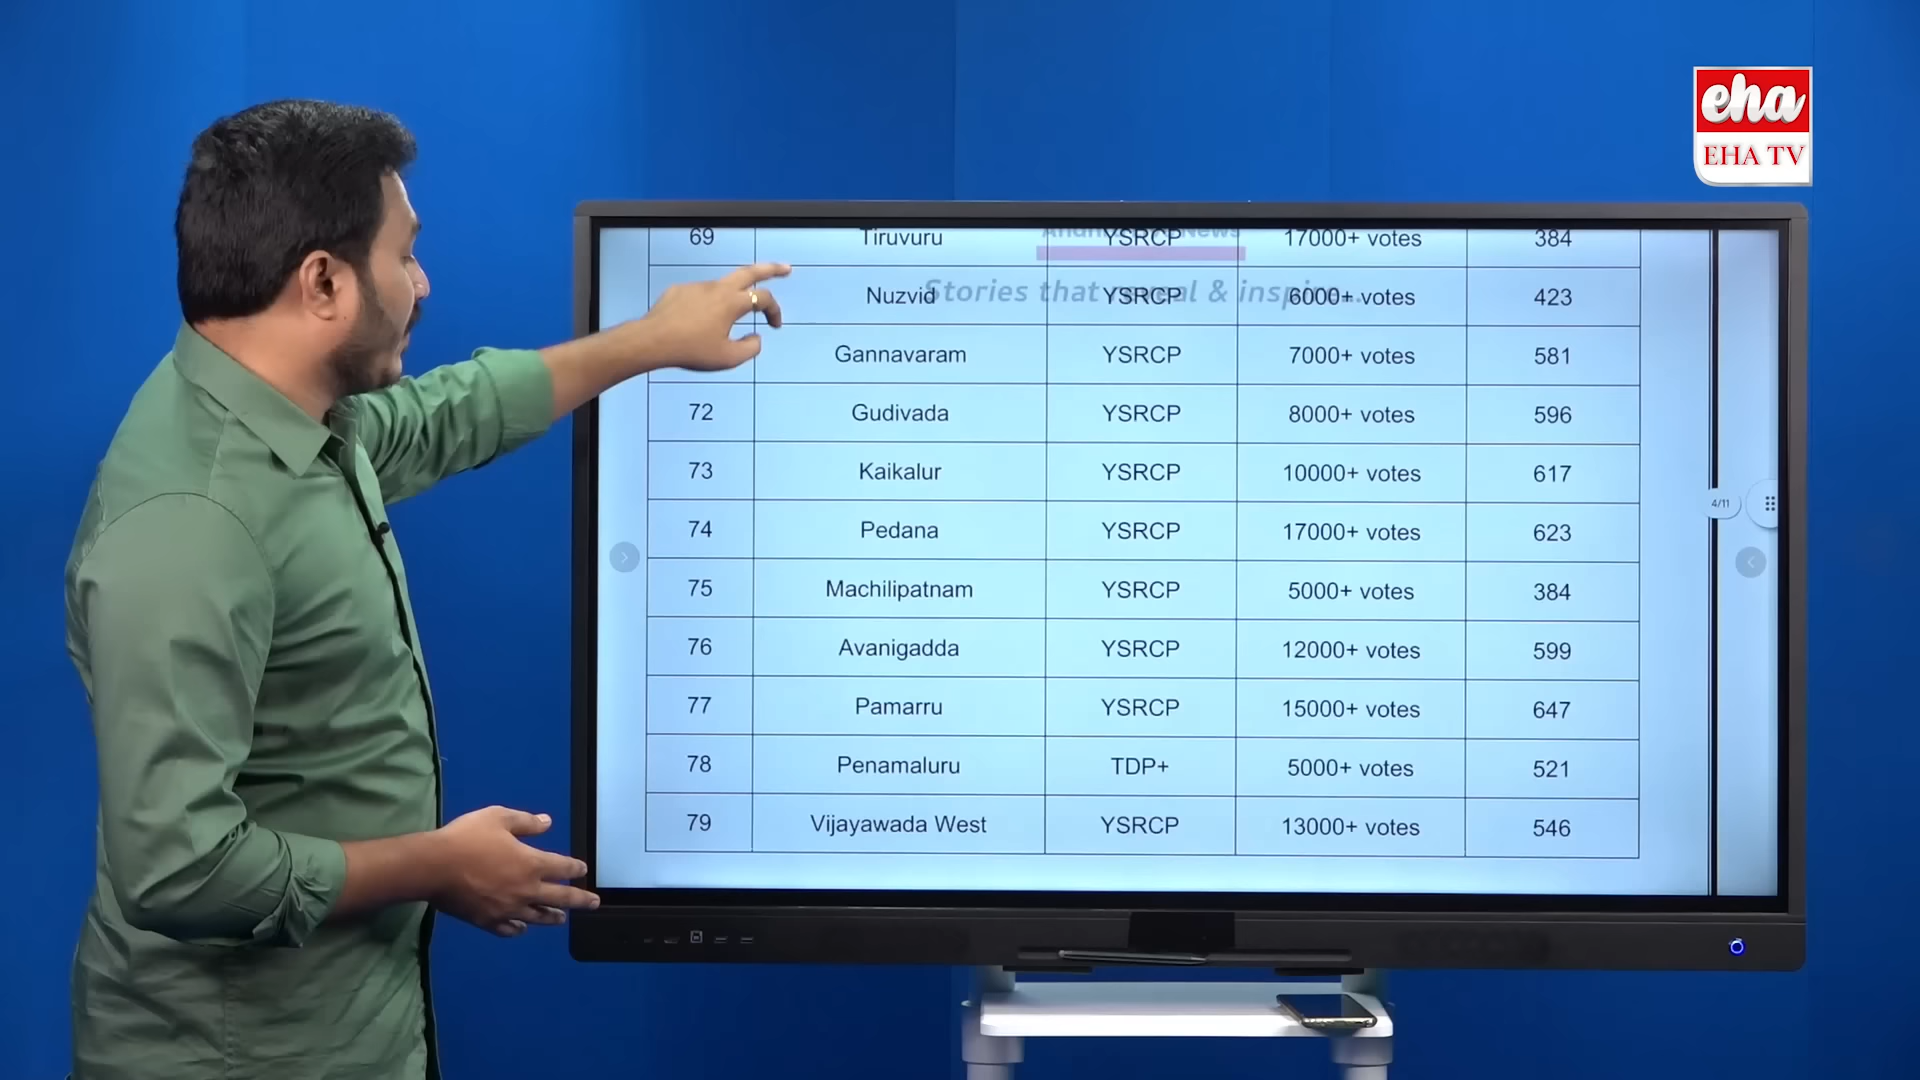 eha
EHA TV
69 Tiruvuru YSRCP 17000+ votes 384
Stories that reveal & inspire...
Nuzvid YSRCP 6000+ votes 423
Gannavaram YSRCP 7000+ votes 581
72 Gudivada YSRCP 8000+ votes 596
73 Kaikalur YSRCP 10000+ votes 617
4/11
74 Pedana YSRCP 17000+ votes 623
75 Machilipatnam YSRCP 5000+ votes 384
76 Avanigadda YSRCP 12000+ votes 599
77 Pamarru YSRCP 15000+ votes 647
78 Penamaluru TDP+ 5000+ votes 521
79 Vijayawada West YSRCP 13000+ votes 546